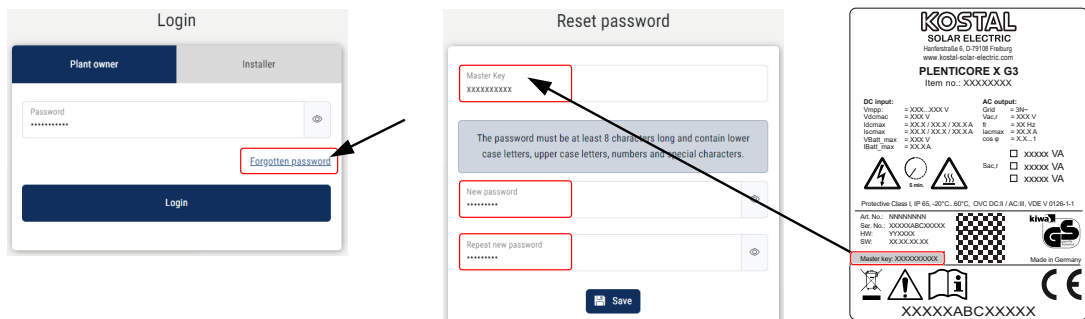 Login
Plant owner
Installer
Password
•••••••••••
Forgotten password
Login
Reset password
Master Key
xxxxxxxxxx
The password must be at least 8 characters long and contain lower
case letters, upper case letters, numbers and special characters.
New password
•••••••••
Repeat new password
•••••••••
Save
KOSTAL
SOLAR ELECTRIC
Hanferstraße 6, D-79108 Freiburg
www.kostal-solar-electric.com
PLENTICORE X G3
Item no.: XXXXXXXX
DC input:
Vmpp: = XXX...XXX V
Vdcmac = XXX V
Idcmax = XX.X / XX.X / XX.X A
Iscmax = XX.X / XX.X / XX.X A
VBatt_max = XXX V
IBatt_max = XX.X A
AC output:
Grid = 3N~
Vac,r = XXX V
fr = XX Hz
Iacmax = XX.X A
cos φ = X.X...1
Sac,r
xxxxx VA
xxxxx VA
xxxxx VA
5 min.
Protective Class I, IP 65, -20°C...60°C, OVC DC:II / AC:III, VDE V 0126-1-1
Art. No.: NNNNNNNN
Ser. No.: XXXXXABCXXXXX
HW: YYXXXX
SW: XX.XX.XX.XX
Master key: XXXXXXXXXX
kiwa
GS
Made in Germany
CE
XXXXXABCXXXXX